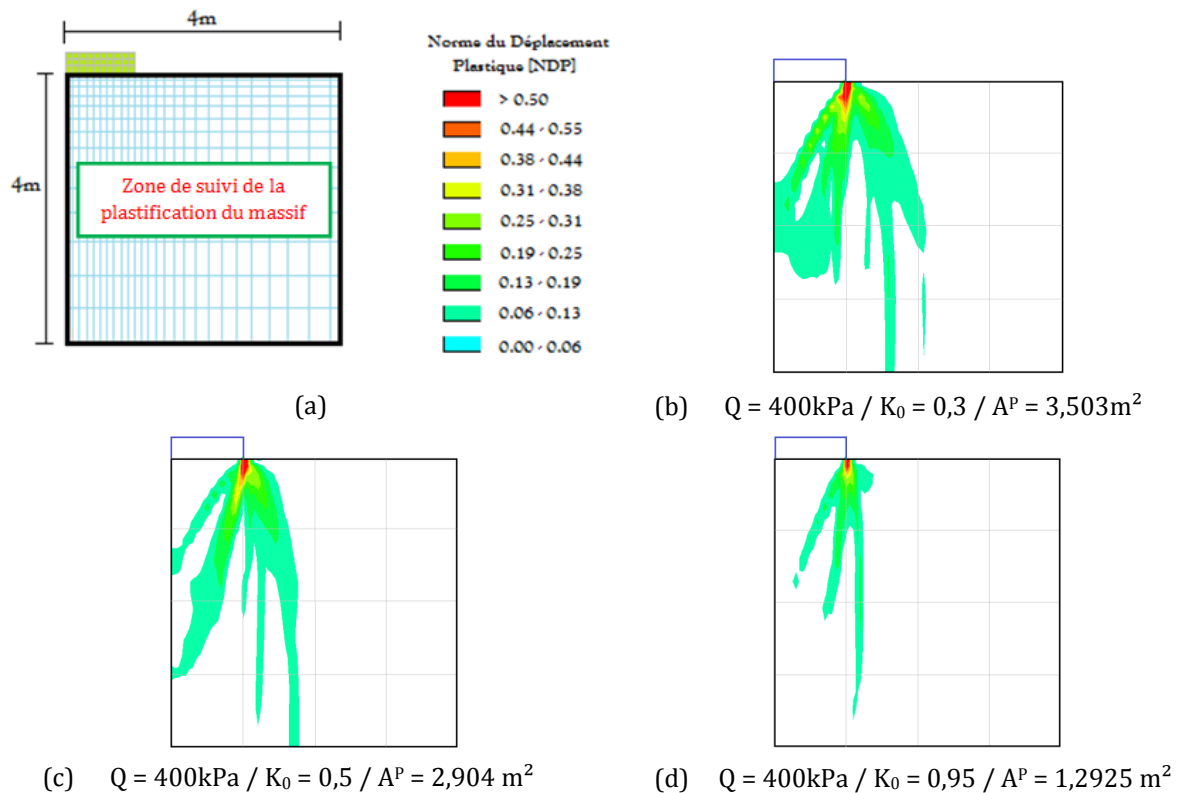 4m
4m
Zone de suivi de la
plastification du massif
Norme du Déplacement
Plastique [NDP]
> 0.50
0.44 - 0.55
0.38 - 0.44
0.31 - 0.38
0.25 - 0.31
0.19 - 0.25
0.13 - 0.19
0.06 - 0.13
0.00 - 0.06
(a)
(b) Q = 400kPa / K₀ = 0,3 / Aᴾ = 3,503m²
(c) Q = 400kPa / K₀ = 0,5 / Aᴾ = 2,904 m²
(d) Q = 400kPa / K₀ = 0,95 / Aᴾ = 1,2925 m²